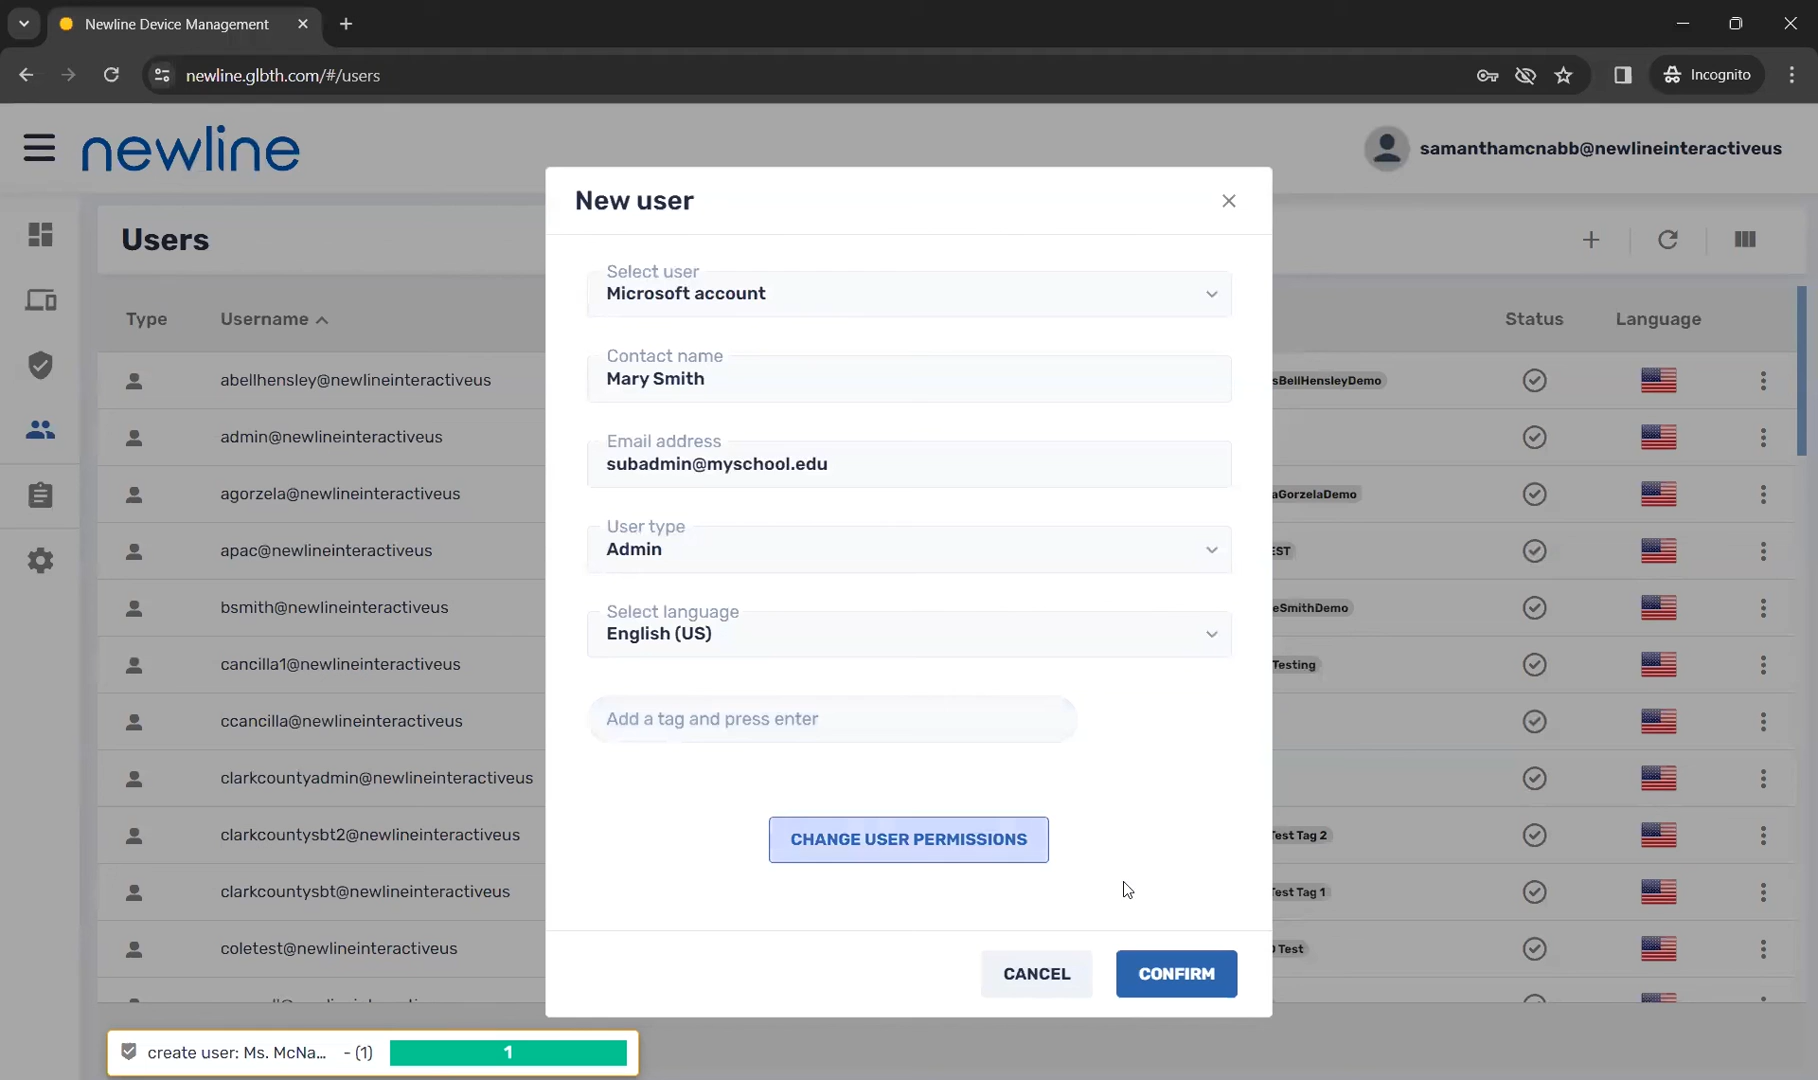 Newline Device Management
newline.glbth.com/#/users
Incognito
newline
samanthamcnabb@newlineinteractiveus
Users
Type
Username
Status
Language
abellhensley@newlineinteractiveus
sBellHensleyDemo
admin@newlineinteractiveus
agorzela@newlineinteractiveus
aGorzelaDemo
apac@newlineinteractiveus
EST
bsmith@newlineinteractiveus
eSmithDemo
cancilla1@newlineinteractiveus
Testing
ccancilla@newlineinteractiveus
clarkcountyadmin@newlineinteractiveus
clarkcountysbt2@newlineinteractiveus
Test Tag 2
clarkcountysbt@newlineinteractiveus
Test Tag 1
coletest@newlineinteractiveus
Test
New user
Select user
Microsoft account
Contact name
Mary Smith
Email address
subadmin@myschool.edu
User type
Admin
Select language
English (US)
Add a tag and press enter
CHANGE USER PERMISSIONS
CANCEL
CONFIRM
create user: Ms. McNa... - (1) 1